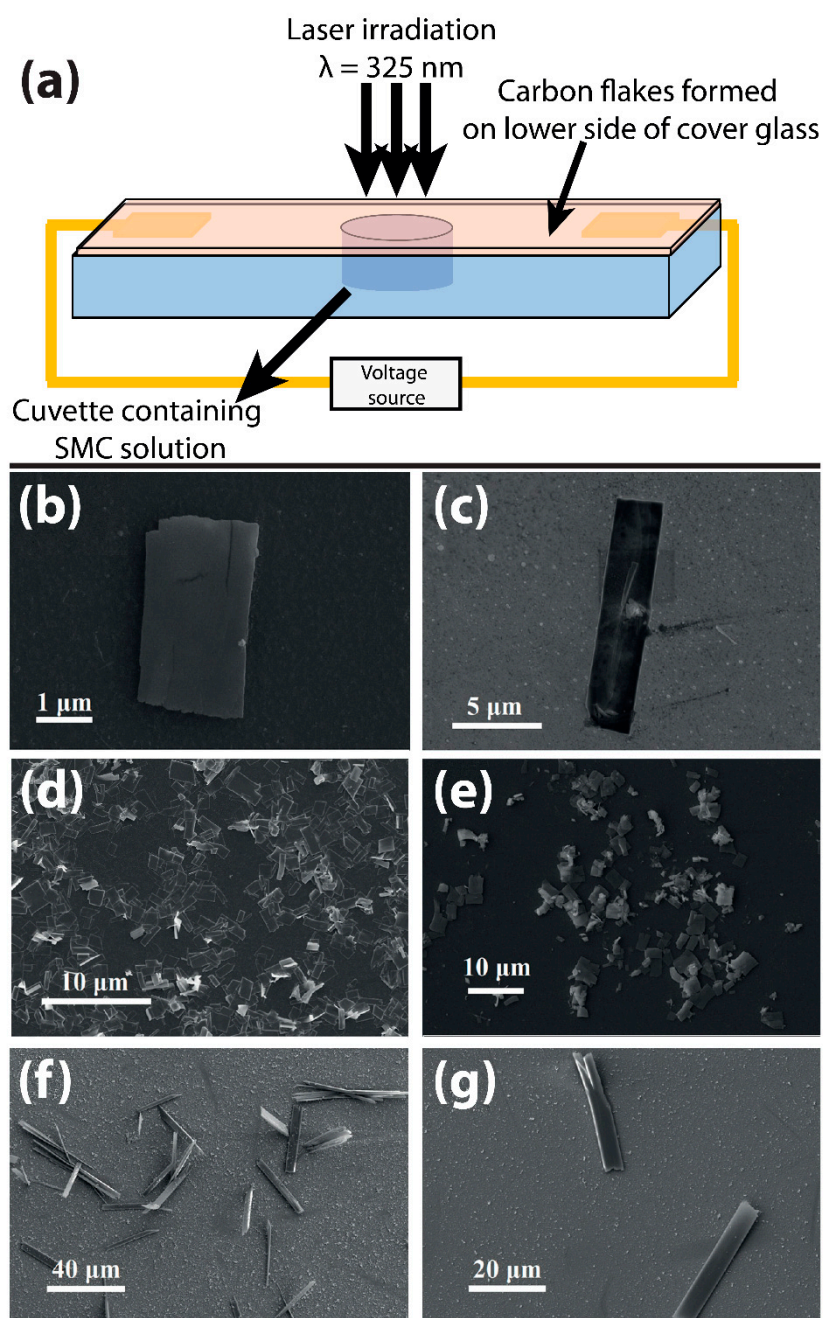 (a)
Laser irradiation
λ = 325 nm
Carbon flakes formed
on lower side of cover glass
Voltage
source
Cuvette containing
SMC solution
(b)
1 μm
(c)
5 μm
(d)
10 μm
(e)
10 μm
(f)
40 μm
(g)
20 μm